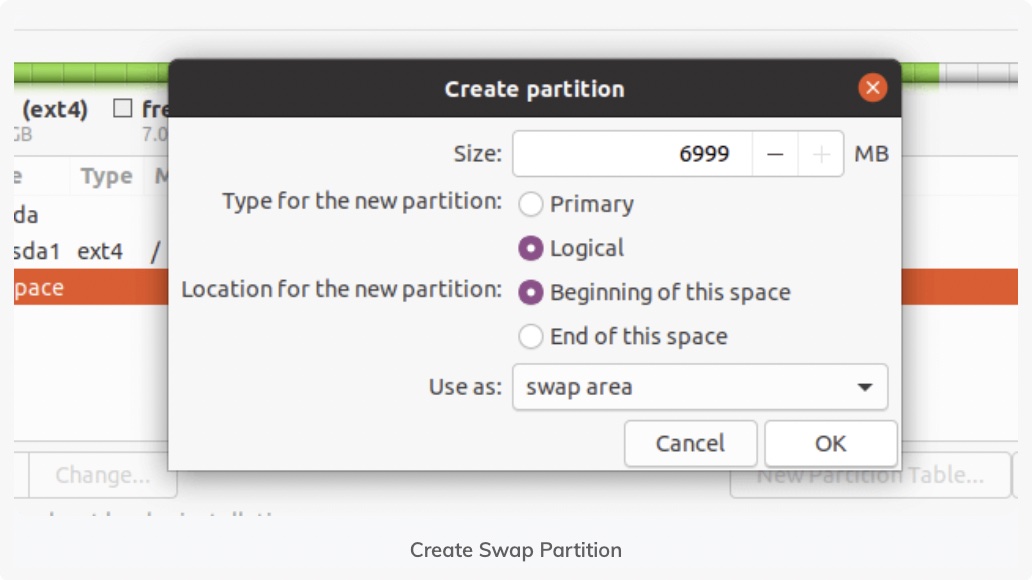 Create partition
(ext4) fre
GB 7.0
Size: 6999 MB
e Type M
Type for the new partition: Primary
da
Logical
sda1 ext4 /
pace
Location for the new partition: Beginning of this space
End of this space
Use as: swap area
Cancel OK
Change... New Partition Table...
Create Swap Partition